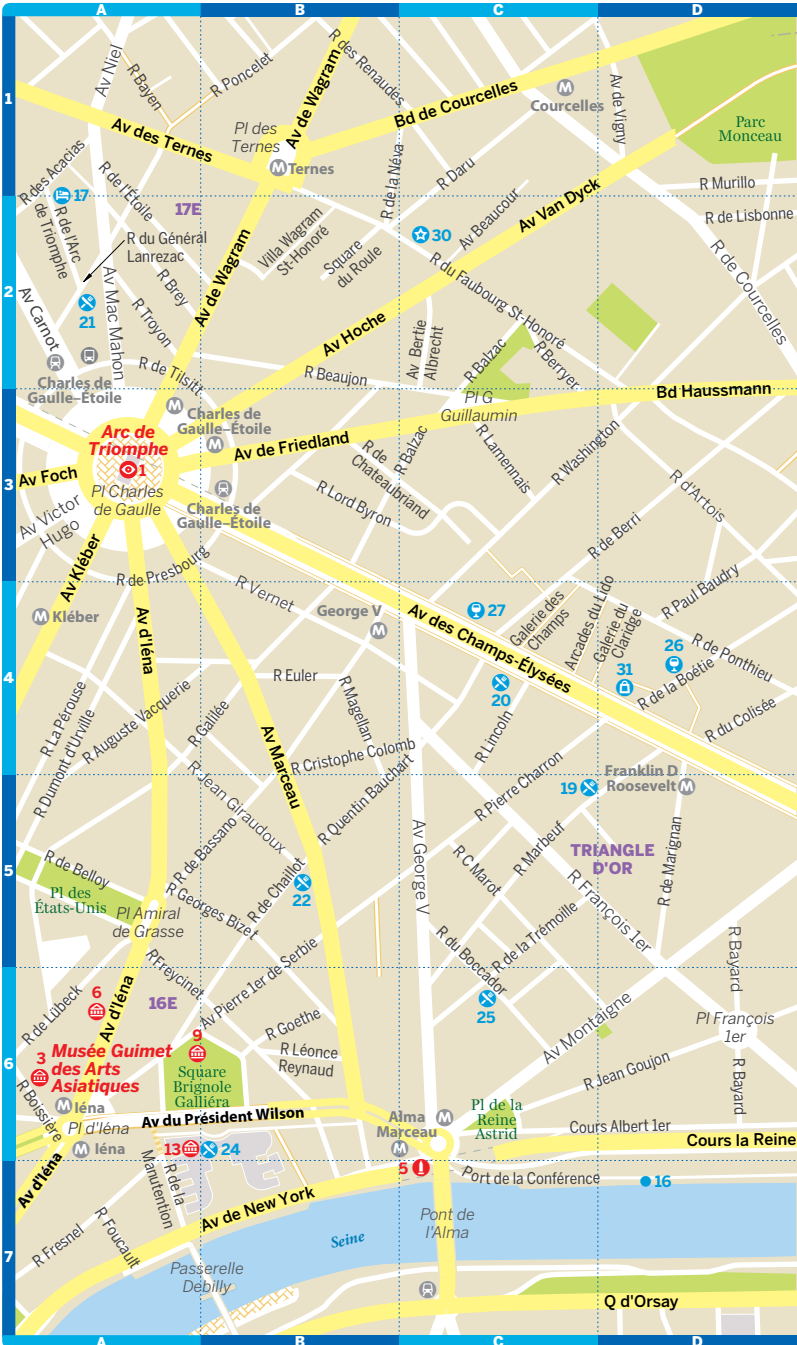 A
B
C
D
1
Av Niel
R Bayen
R Poncelet
Av de Wagram
R des Renaudes
Bd de Courcelles
Courcelles
Av de Vigny
Parc
Monceau
Av des Ternes
Pl des
Ternes
Ternes
R de la Néva
R Daru
R des Acacias
17
R de l'Étoile
17E
R Murillo
R de Lisbonne
R de l'Arc
de Triomphe
R du Général
Lanrezac
Villa Wagram
St-Honoré
Square
du Roule
30
Av Beaucour
Av Van Dyck
R de Courcelles
2
Av Carnot
21
Av Mac Mahon
R Troyon
R Brey
Av de Wagram
Av Hoche
R du Faubourg St-Honoré
Av Bertie
Albrecht
R Balzac
R Berryer
Charles de
Gaulle–Étoile
R de Tilsitt
R Beaujon
Pl G
Guillaumin
Bd Haussmann
Arc de
Triomphe
1
Charles de
Gaulle–Étoile
Av de Friedland
R de
Chateaubriand
R Balzac
R Lamennais
R Washington
3
Av Foch
Pl Charles
de Gaulle
Av Victor
Hugo
Charles de
Gaulle–Étoile
R Lord Byron
R d'Artois
R de Berri
Av Kléber
R de Presbourg
R Vernet
Kléber
Av d'Iéna
George V
Av des Champs-Élysées
27
Galerie des
Champs
Arcades du Lido
Galerie du
Claridge
R Paul Baudry
26
R de Ponthieu
31
R de la Boëtie
4
R Euler
20
R La Pérouse
R Dumont d'Urville
R Auguste Vacquerie
R Galilée
R Magellan
R Lincoln
R du Colisée
Av Marceau
R Cristophe Colomb
R Jean Giraudoux
R Quentin Bauchart
R Pierre Charron
19
Franklin D
Roosevelt
Av George V
TRIANGLE
D'OR
R Marbeuf
R C Marot
R de Marignan
5
R de Belloy
Pl des
États-Unis
R de Bassano
R de Chaillot
22
R Georges Bizet
Pl Amiral
de Grasse
R François 1er
R du Boccador
R de la Trémoille
R Bayard
R Freycinet
Av Pierre 1er de Serbie
16E
R de Lübeck
6
Av d'Iéna
9
R Goethe
25
Av Montaigne
Pl François
1er
6
3
Musée Guimet
des Arts
Asiatiques
Square
Brignole
Galliéra
R Léonce
Reynaud
R Jean Goujon
R Bayard
R Boissière
Iéna
Pl d'Iéna
Iéna
Av du Président Wilson
Alma
Marceau
Pl de la
Reine
Astrid
Cours Albert 1er
Cours la Reine
13
24
5
Port de la Conférence
16
Av d'Iéna
R de la
Manutention
Av de New York
Pont de
l'Alma
Seine
7
R Fresnel
R Foucault
Passerelle
Debilly
Q d'Orsay
A
B
C
D